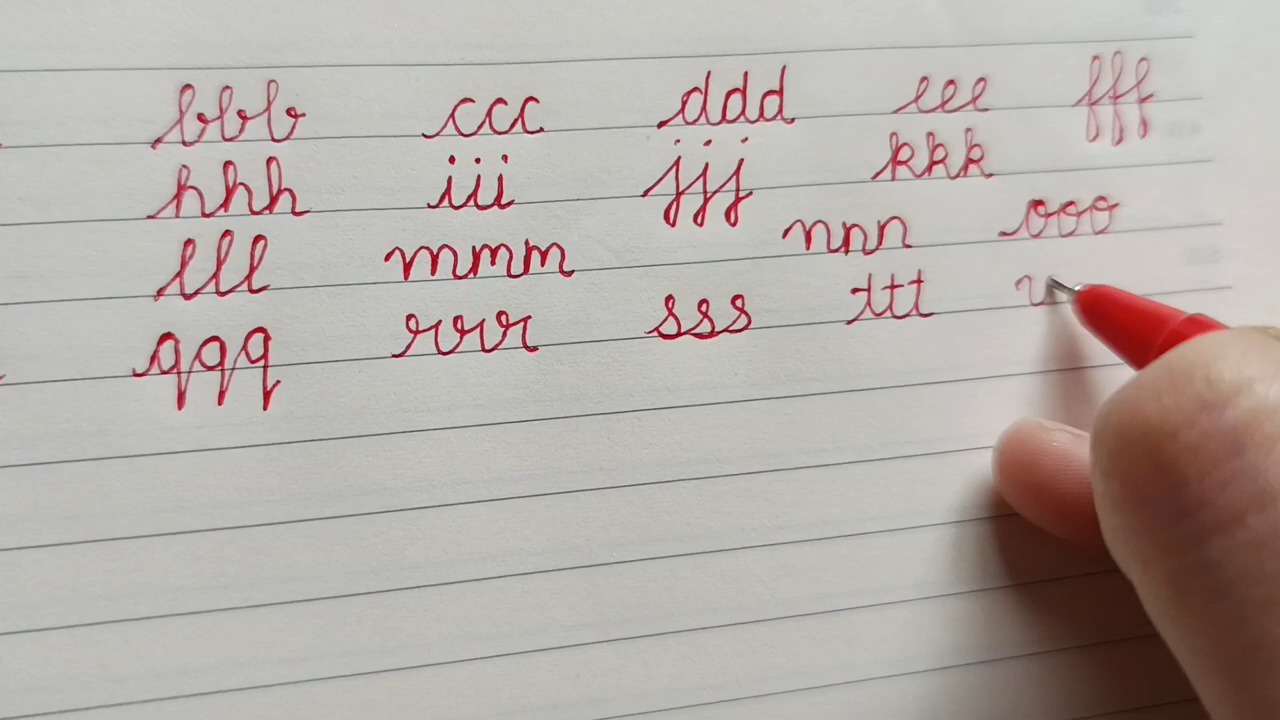 bbb ccc ddd eee fff
hhh iii jjj kkk
lll mmm nnn ooo
qqq rrr sss ttt